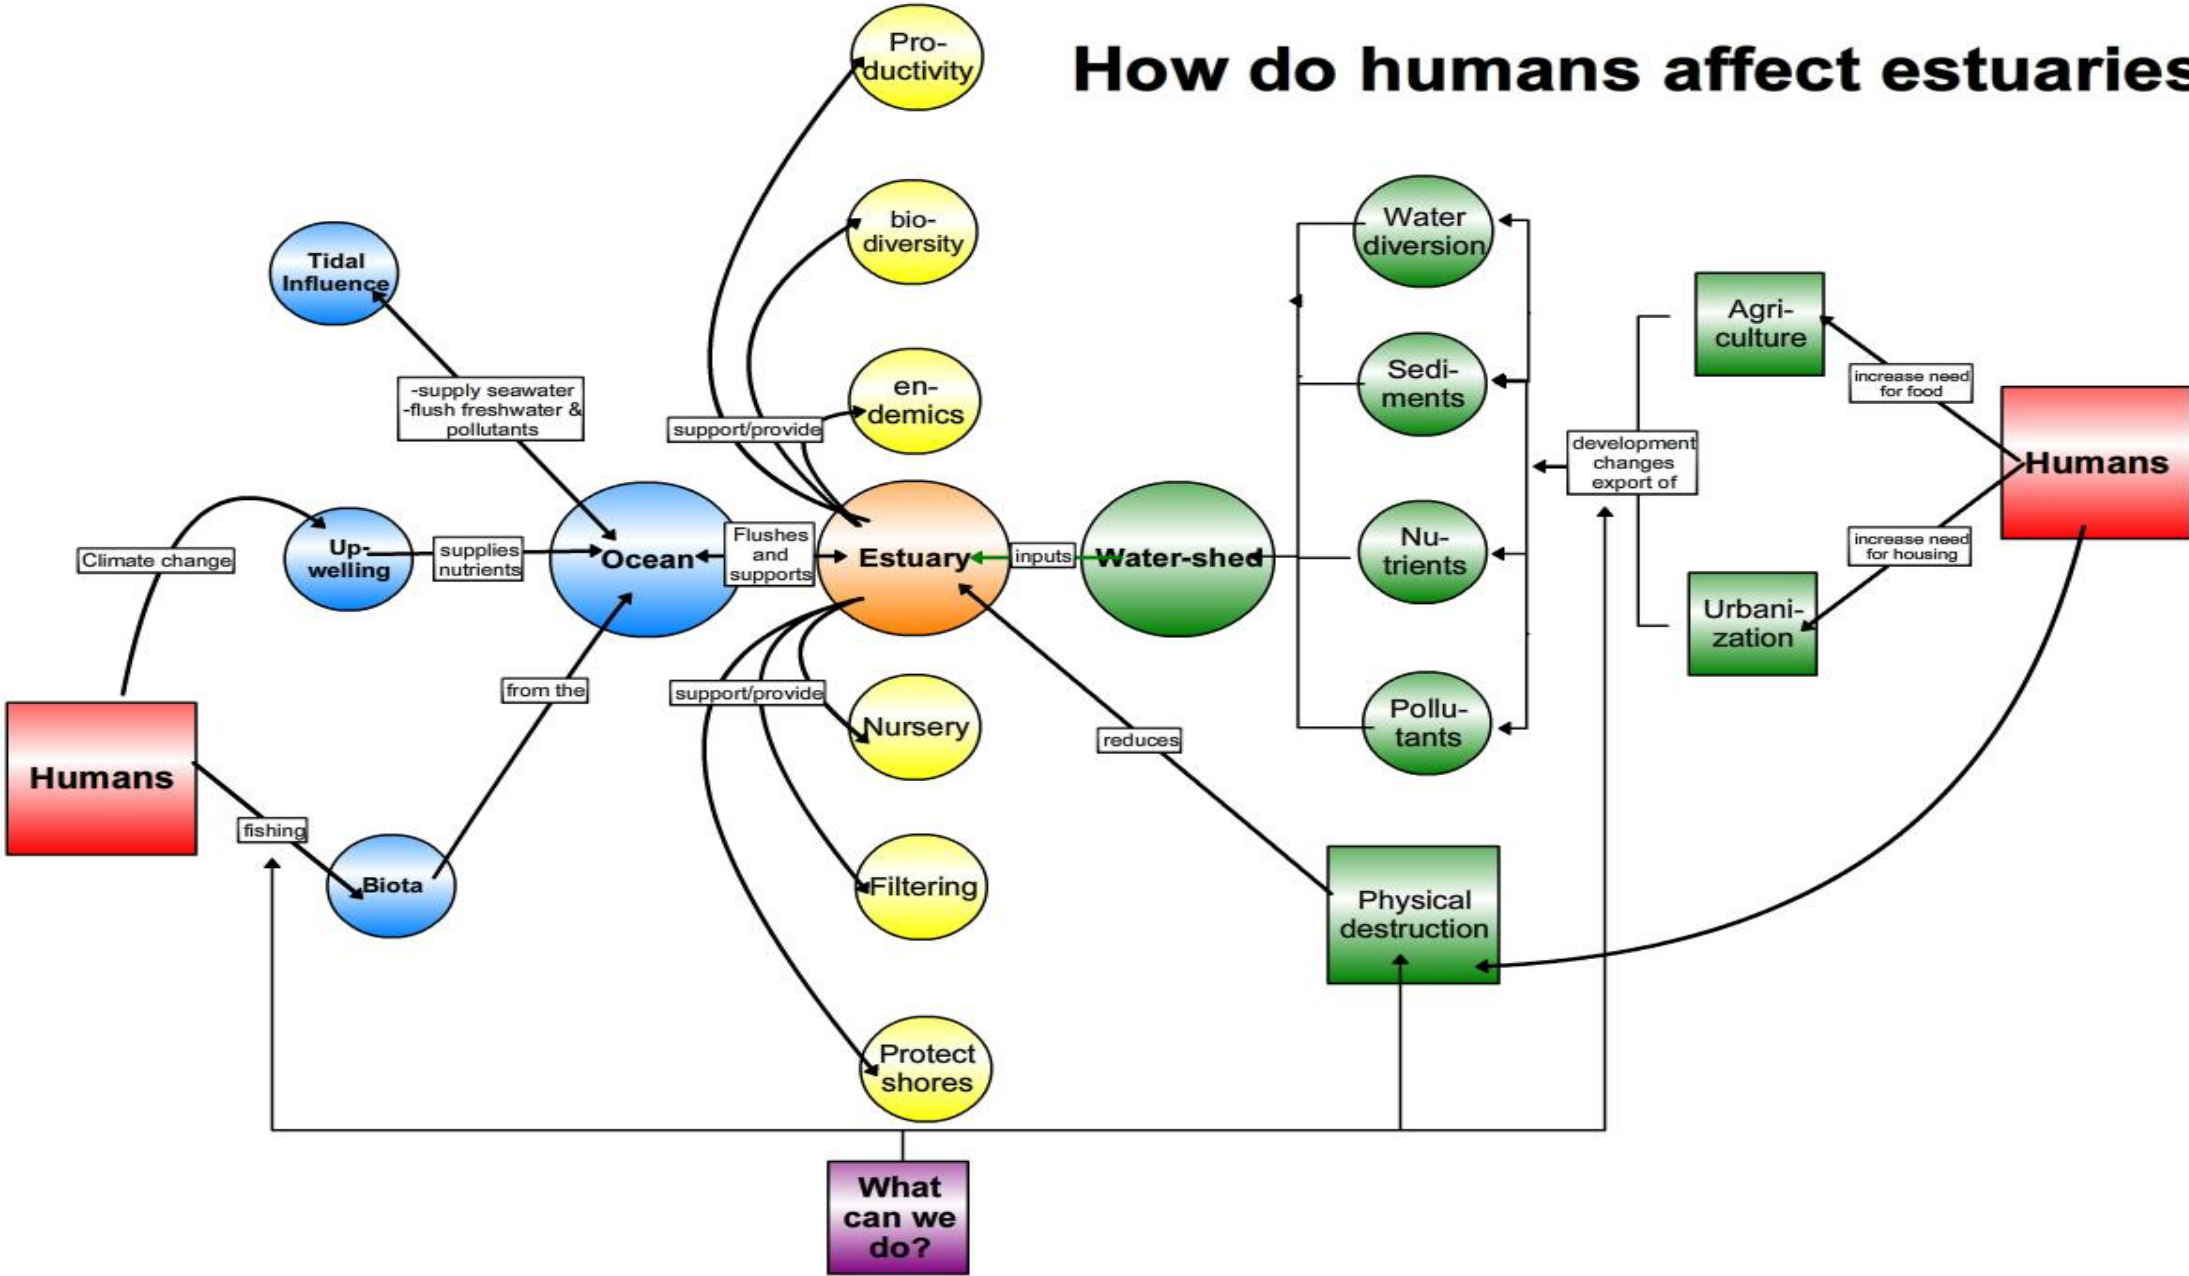 How do humans affect estuaries
Pro-
ductivity
bio-
diversity
en-
demics
support/provide
Tidal
Influence
-supply seawater
-flush freshwater &
pollutants
Climate change
Up-
welling
supplies
nutrients
Ocean
Flushes
and
supports
Estuary
inputs
Water-shed
Water
diversion
Sedi-
ments
Nu-
trients
Pollu-
tants
development
changes
export of
Agri-
culture
Urbani-
zation
increase need
for food
increase need
for housing
Humans
Humans
fishing
Biota
from the
support/provide
Nursery
Filtering
Protect
shores
reduces
Physical
destruction
What
can we
do?